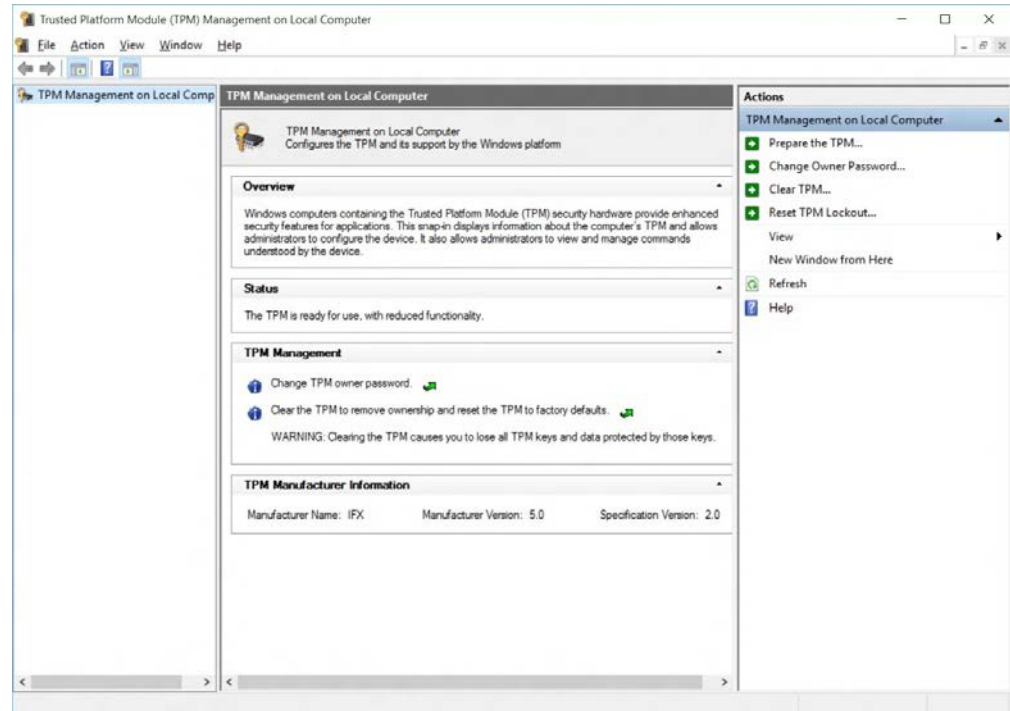 Trusted Platform Module (TPM) Management on Local Computer
File Action View Window Help
TPM Management on Local Comp
TPM Management on Local Computer
TPM Management on Local Computer
Configures the TPM and its support by the Windows platform
Overview
Windows computers containing the Trusted Platform Module (TPM) security hardware provide enhanced
security features for applications. This snap-in displays information about the computer's TPM and allows
administrators to configure the device. It also allows administrators to view and manage commands
understood by the device.
Status
The TPM is ready for use, with reduced functionality.
TPM Management
Change TPM owner password.
Clear the TPM to remove ownership and reset the TPM to factory defaults.
WARNING: Clearing the TPM causes you to lose all TPM keys and data protected by those keys.
TPM Manufacturer Information
Manufacturer Name: IFX Manufacturer Version: 5.0 Specification Version: 2.0
Actions
TPM Management on Local Computer
Prepare the TPM...
Change Owner Password...
Clear TPM...
Reset TPM Lockout...
View
New Window from Here
Refresh
Help